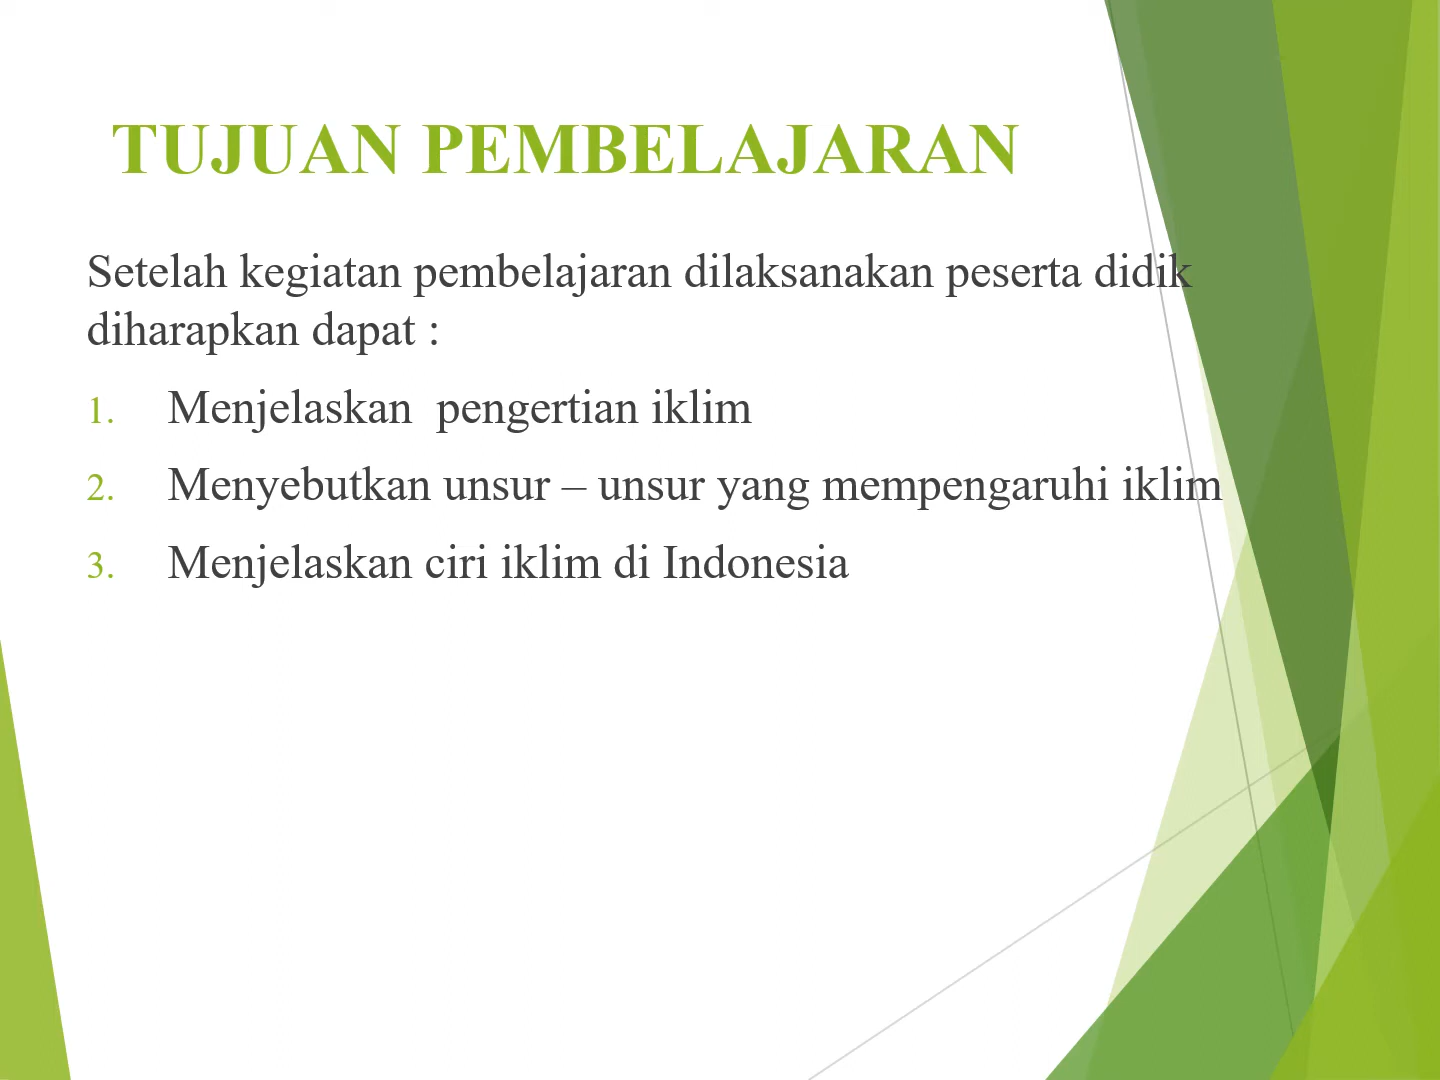 TUJUAN PEMBELAJARAN
Setelah kegiatan pembelajaran dilaksanakan peserta didik
diharapkan dapat :
1. Menjelaskan  pengertian iklim
2. Menyebutkan unsur – unsur yang mempengaruhi iklim
3. Menjelaskan ciri iklim di Indonesia